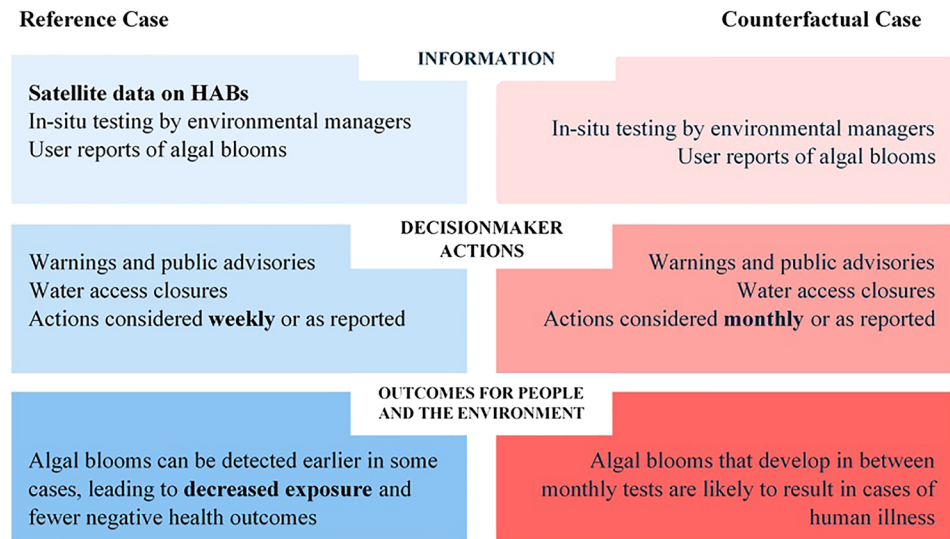 Reference Case
Counterfactual Case
INFORMATION
Satellite data on HABs
In-situ testing by environmental managers
User reports of algal blooms
In-situ testing by environmental managers
User reports of algal blooms
DECISIONMAKER
ACTIONS
Warnings and public advisories
Water access closures
Actions considered weekly or as reported
Warnings and public advisories
Water access closures
Actions considered monthly or as reported
OUTCOMES FOR PEOPLE
AND THE ENVIRONMENT
Algal blooms can be detected earlier in some
cases, leading to decreased exposure and
fewer negative health outcomes
Algal blooms that develop in between
monthly tests are likely to result in cases of
human illness